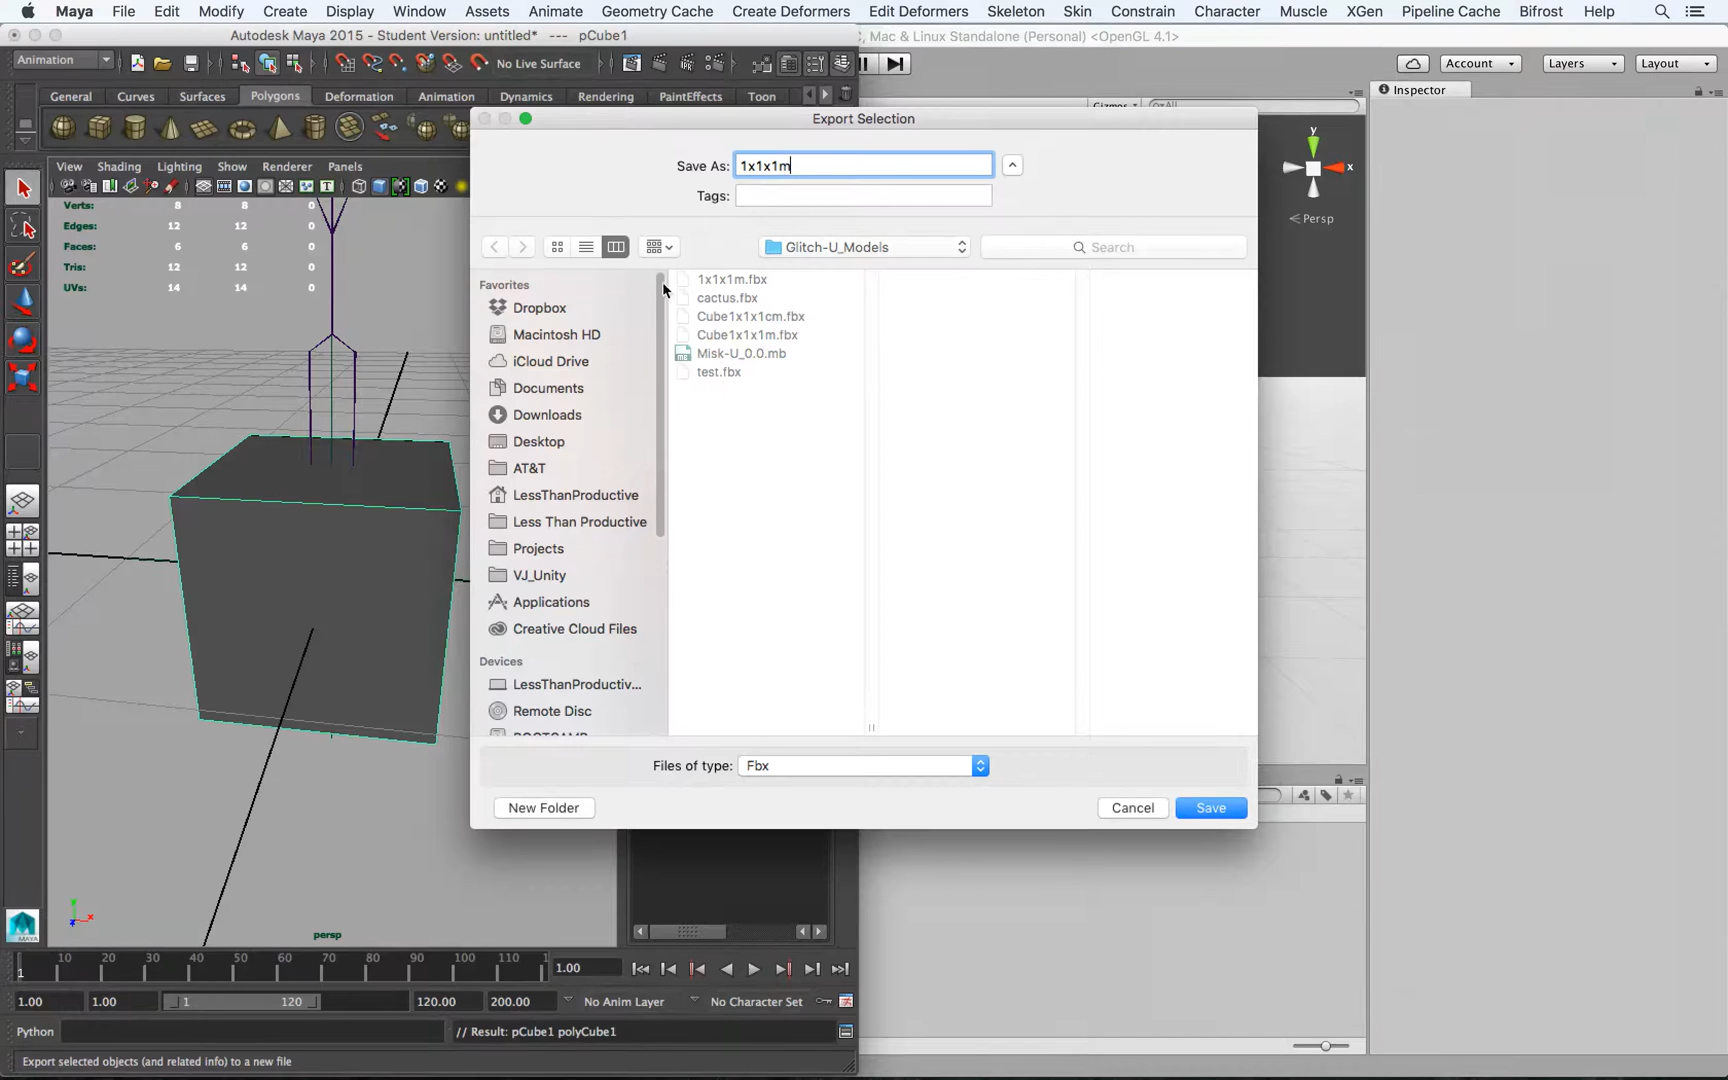 Maya File Edit Modify Create Display Window Assets Animate Geometry Cache Create Deformers Edit Deformers Skeleton Skin Constrain Character Muscle XGen Pipeline Cache Bifrost Help
Autodesk Maya 2015 - Student Version: untitled* --- pCube1
, Mac & Linux Standalone (Personal) <OpenGL 4.1>
Animation
No Live Surface
Account Layers Layout
General Curves Surfaces Polygons Deformation Animation Dynamics Rendering PaintEffects Toon
Inspector
View Shading Lighting Show Renderer Panels
Verts: 8 8 0
Edges: 12 12 0
Faces: 6 6 0
Tris: 12 12 0
UVs: 14 14 0
Export Selection
Save As: 1x1x1m
Tags:
Glitch-U_Models
Search
Favorites
Dropbox
Macintosh HD
iCloud Drive
Documents
Downloads
Desktop
AT&T
LessThanProductive
Less Than Productive
Projects
VJ_Unity
Applications
Creative Cloud Files
Devices
LessThanProductiv...
Remote Disc
1x1x1m.fbx
cactus.fbx
Cube1x1x1cm.fbx
Cube1x1x1m.fbx
Misk-U_0.0.mb
test.fbx
Files of type: Fbx
New Folder
Cancel
Save
y
x
Persp
MAYA
persp
10 20 30 40 50 60 70 80 90 100 110 1
1
1.00
1.00 1.00 1 120 120.00 200.00 No Anim Layer No Character Set
Python // Result: pCube1 polyCube1
Export selected objects (and related info) to a new file